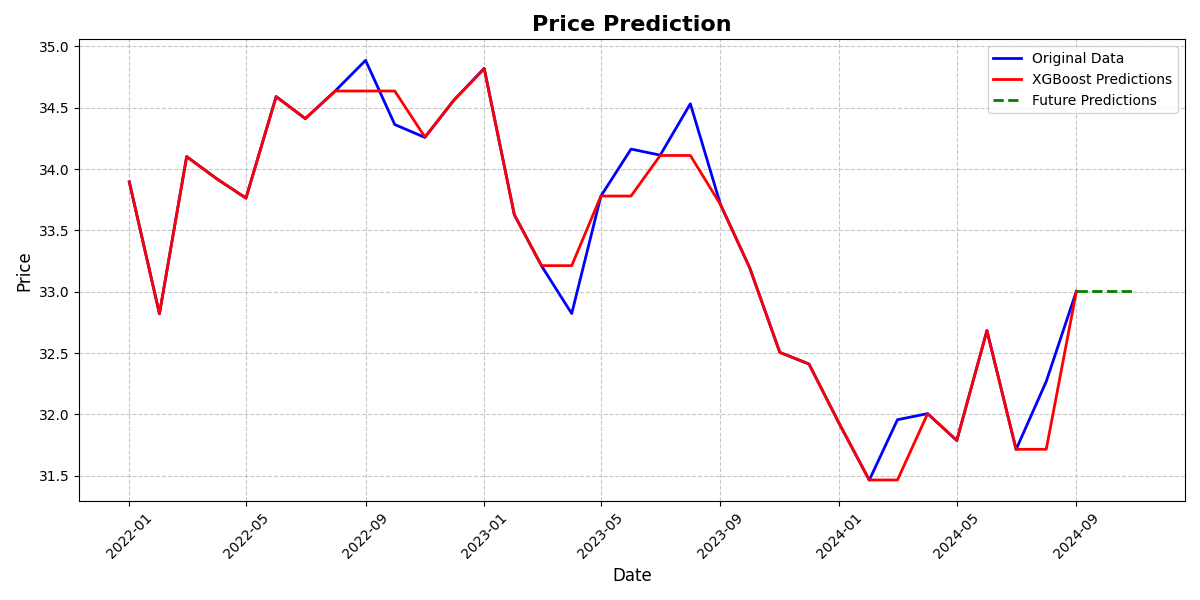 Price Prediction
Original Data
XGBoost Predictions
Future Predictions
35.0
34.5
34.0
33.5
33.0
32.5
32.0
31.5
Price
2022-01
2022-05
2022-09
2023-01
2023-05
2023-09
2024-01
2024-05
2024-09
Date